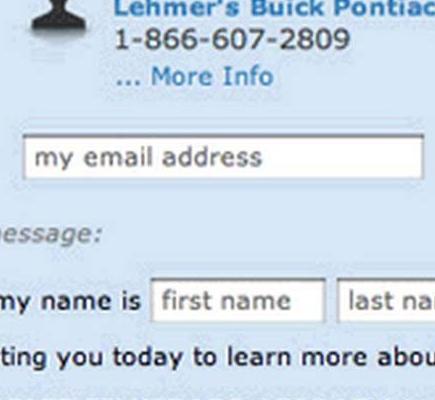 Lehmer's Buick Pontiac
1-866-607-2809
... More Info
my email address
essage:
my name is first name last na
ting you today to learn more abou